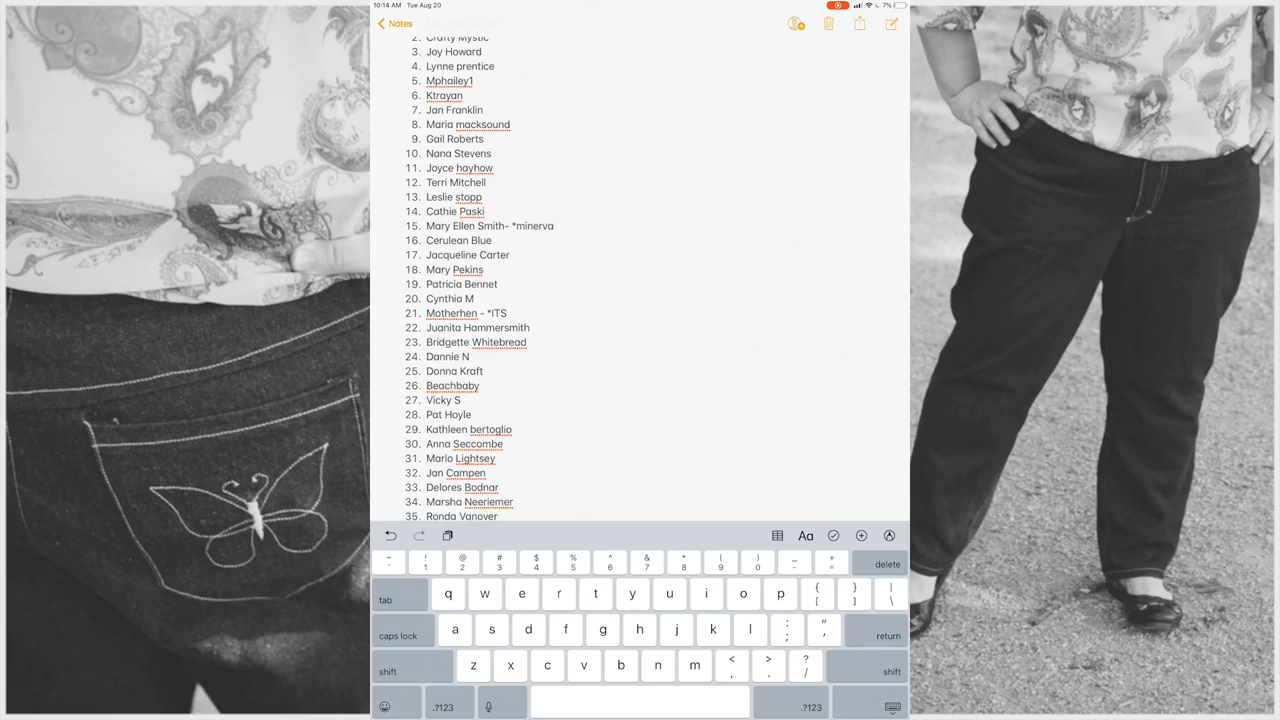 10:14 AM Tue Aug 20
7%
Notes
2. Crafty Mystic
3. Joy Howard
4. Lynne prentice
5. Mphailey1
6. Ktrayan
7. Jan Franklin
8. Maria macksound
9. Gail Roberts
10. Nana Stevens
11. Joyce hayhow
12. Terri Mitchell
13. Leslie stopp
14. Cathie Paski
15. Mary Ellen Smith- *minerva
16. Cerulean Blue
17. Jacqueline Carter
18. Mary Pekins
19. Patricia Bennet
20. Cynthia M
21. Motherhen - *ITS
22. Juanita Hammersmith
23. Bridgette Whitebread
24. Dannie N
25. Donna Kraft
26. Beachbaby
27. Vicky S
28. Pat Hoyle
29. Kathleen bertoglio
30. Anna Seccombe
31. Marlo Lightsey
32. Jan Campen
33. Delores Bodnar
34. Marsha Neeriemer
35. Ronda Vanover
Aa
~ ! @ # $ % ^ & * ( ) _ +
` 1 2 3 4 5 6 7 8 9 0 - = delete
tab q w e r t y u i o p { [ } ] | \
caps lock a s d f g h j k l : ; " ' return
shift z x c v b n m < , > . ? / shift
.?123 .?123